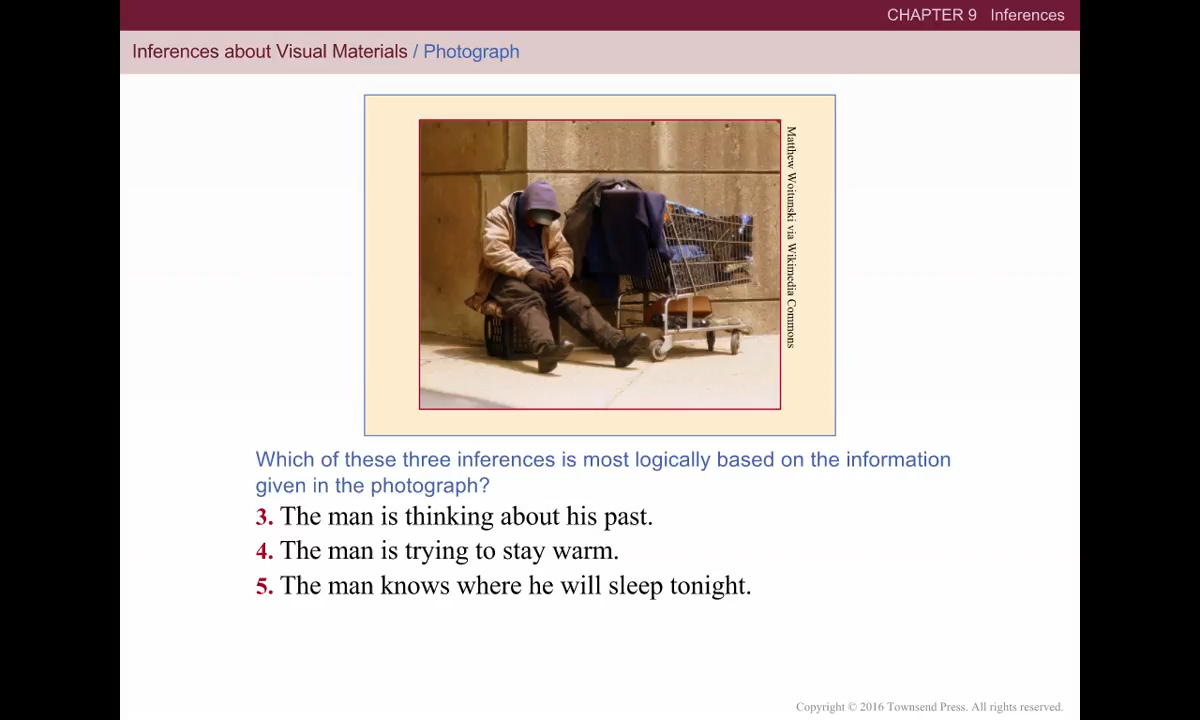 CHAPTER 9 Inferences
Inferences about Visual Materials / Photograph
Matthew Woitunski via Wikimedia Commons
Which of these three inferences is most logically based on the information
given in the photograph?
3. The man is thinking about his past.
4. The man is trying to stay warm.
5. The man knows where he will sleep tonight.
Copyright © 2016 Townsend Press. All rights reserved.